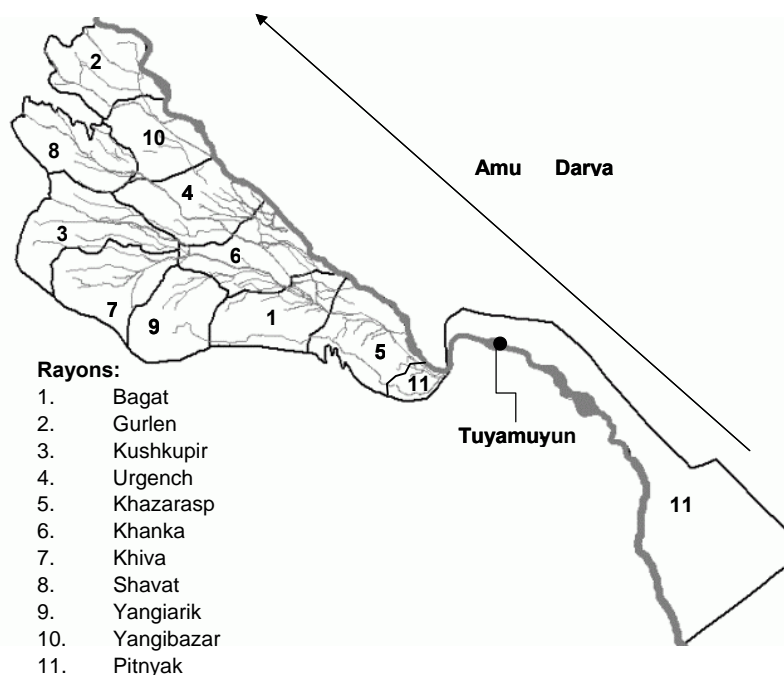 2
10
8
4
3
6
7
9
1
5
11
Amu Darya
Tuyamuyun
11
Rayons:
1. Bagat
2. Gurlen
3. Kushkupir
4. Urgench
5. Khazarasp
6. Khanka
7. Khiva
8. Shavat
9. Yangiarik
10. Yangibazar
11. Pitnyak